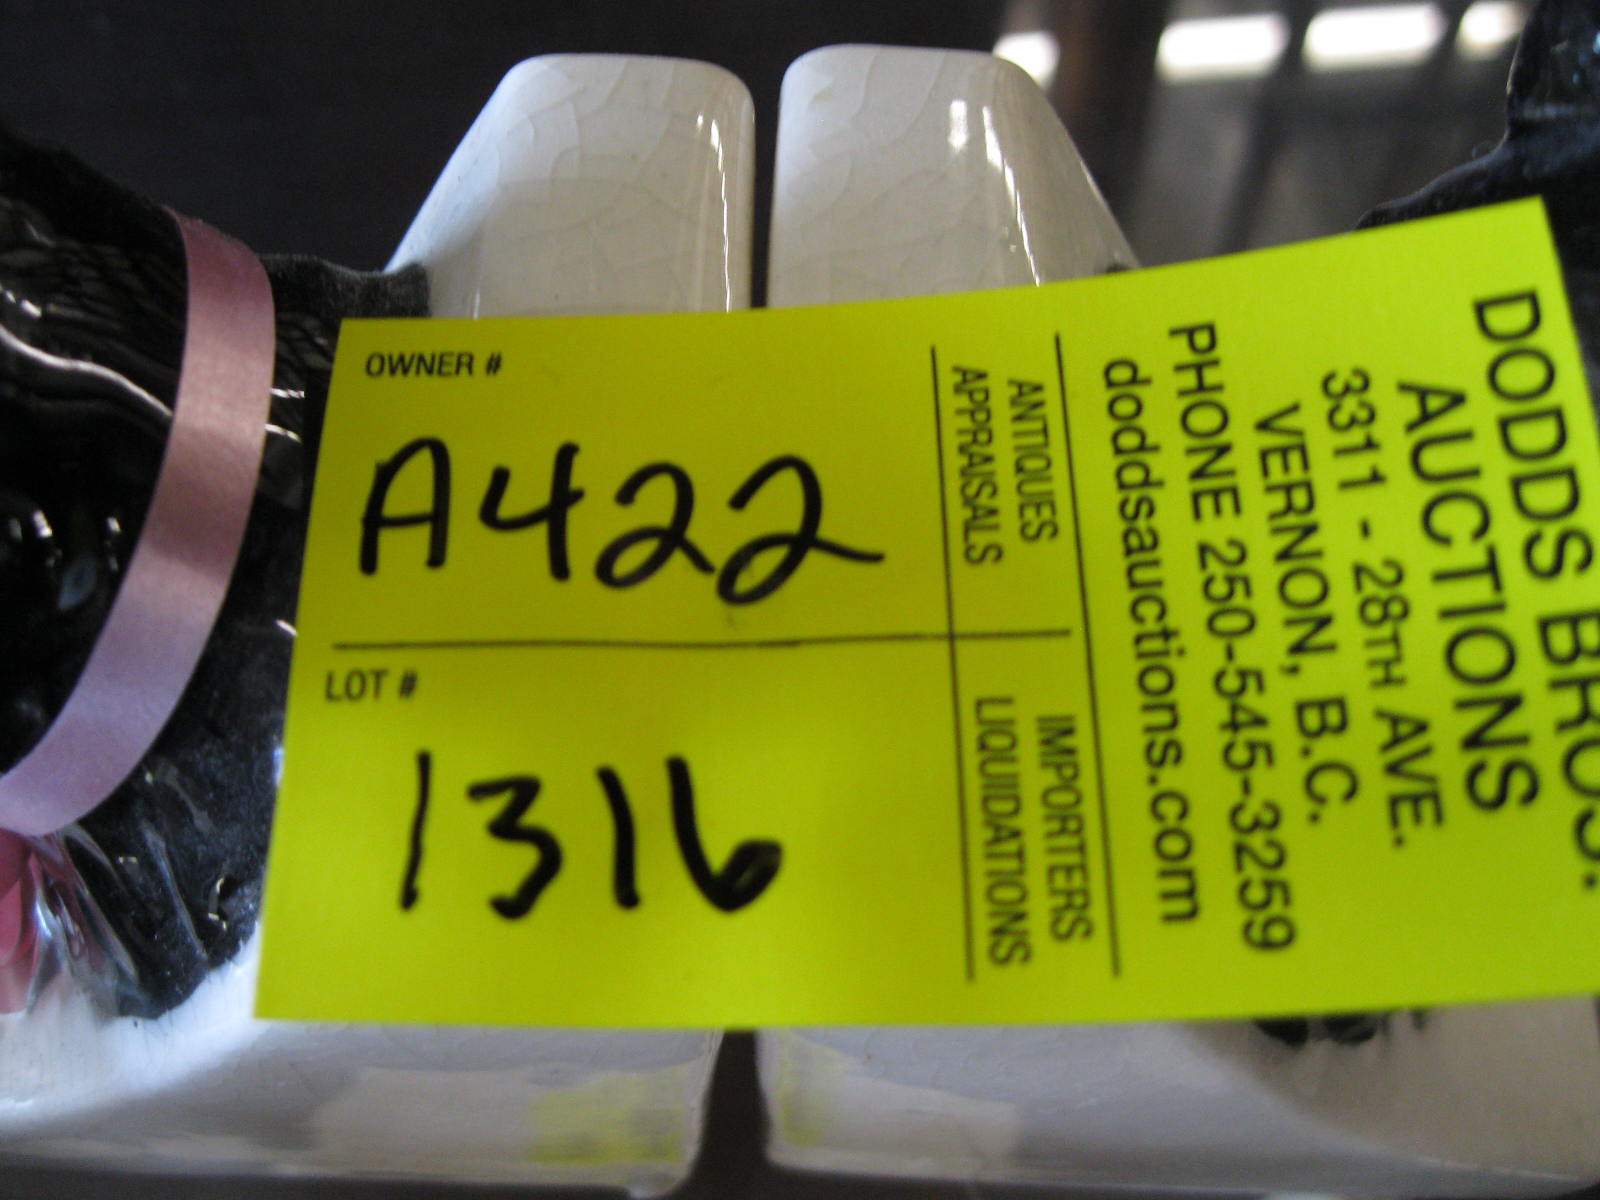 OWNER #
A422
LOT #
1316
ANTIQUES
APPRAISALS
IMPORTERS
LIQUIDATIONS
DODDS BROS.
AUCTIONS
3311 - 28TH AVE.
VERNON, B.C.
PHONE 250-545-3259
doddsauctions.com